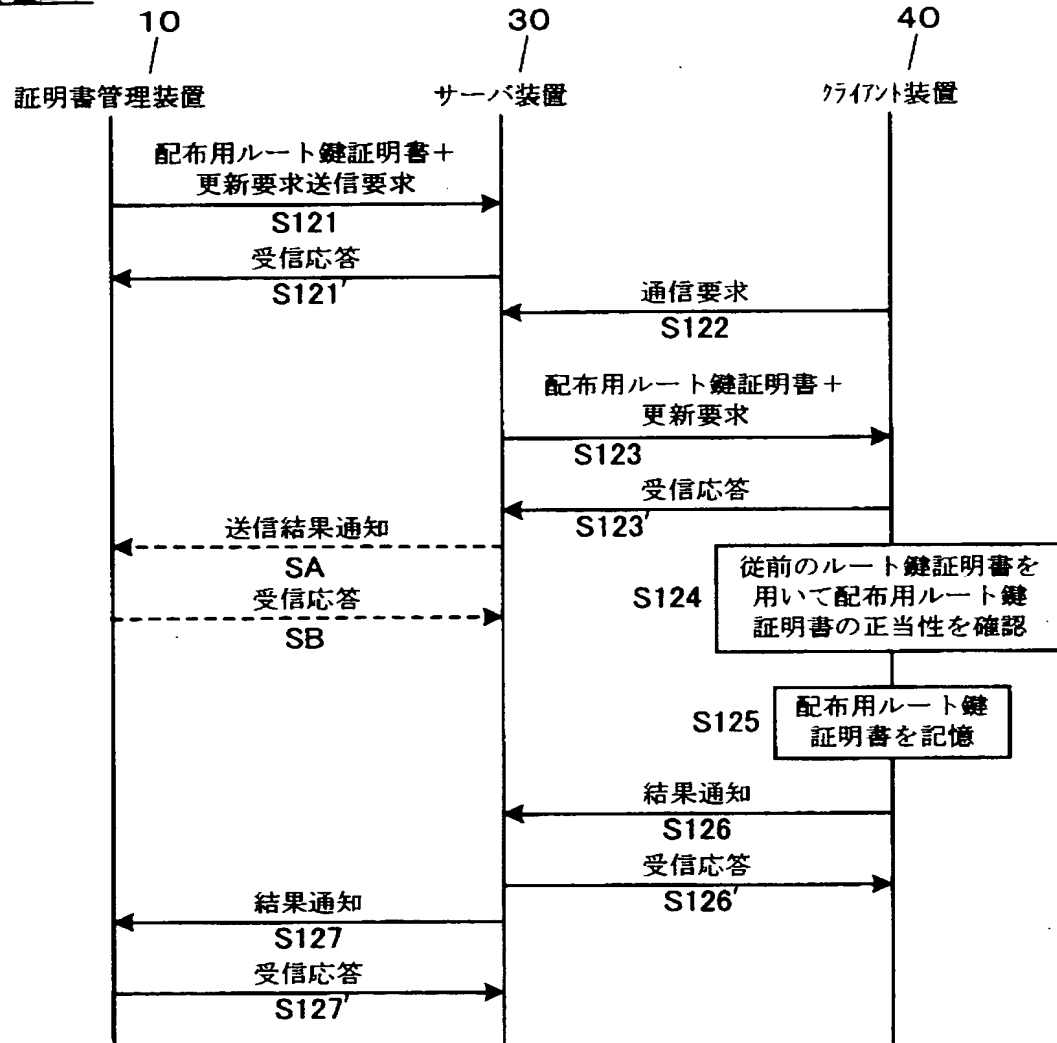 10
30
40
証明書管理装置
サーバ装置
クライアント装置
配布用ルート鍵証明書+
更新要求送信要求
S121
受信応答
S121'
通信要求
S122
配布用ルート鍵証明書+
更新要求
S123
受信応答
S123'
送信結果通知
SA
受信応答
SB
S124
従前のルート鍵証明書を
用いて配布用ルート鍵
証明書の正当性を確認
S125
配布用ルート鍵
証明書を記憶
結果通知
S126
受信応答
S126'
結果通知
S127
受信応答
S127'